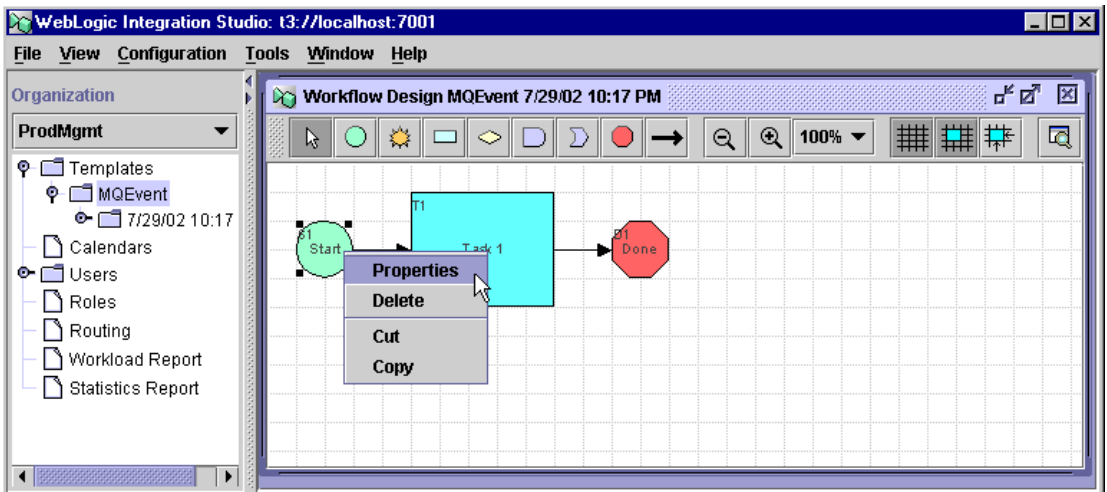 WebLogic Integration Studio: t3://localhost:7001
File View Configuration Tools Window Help
Organization
ProdMgmt
Templates
MQEvent
7/29/02 10:17
Calendars
Users
Roles
Routing
Workload Report
Statistics Report
Workflow Design MQEvent 7/29/02 10:17 PM
100%
S1
Start
T1
Task 1
D1
Done
Properties
Delete
Cut
Copy